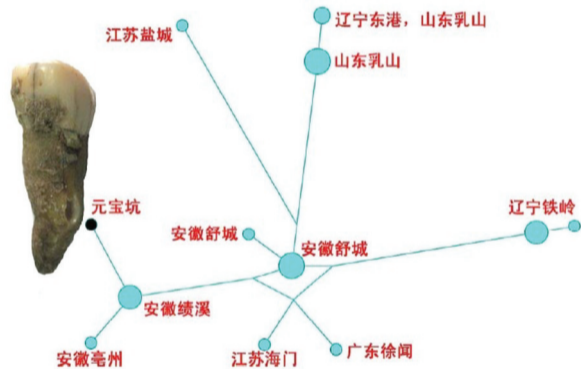 辽宁东港，山东乳山
江苏盐城
山东乳山
元宝坑
辽宁铁岭
安徽舒城
安徽舒城
安徽绩溪
安徽亳州
江苏海门
广东徐闻